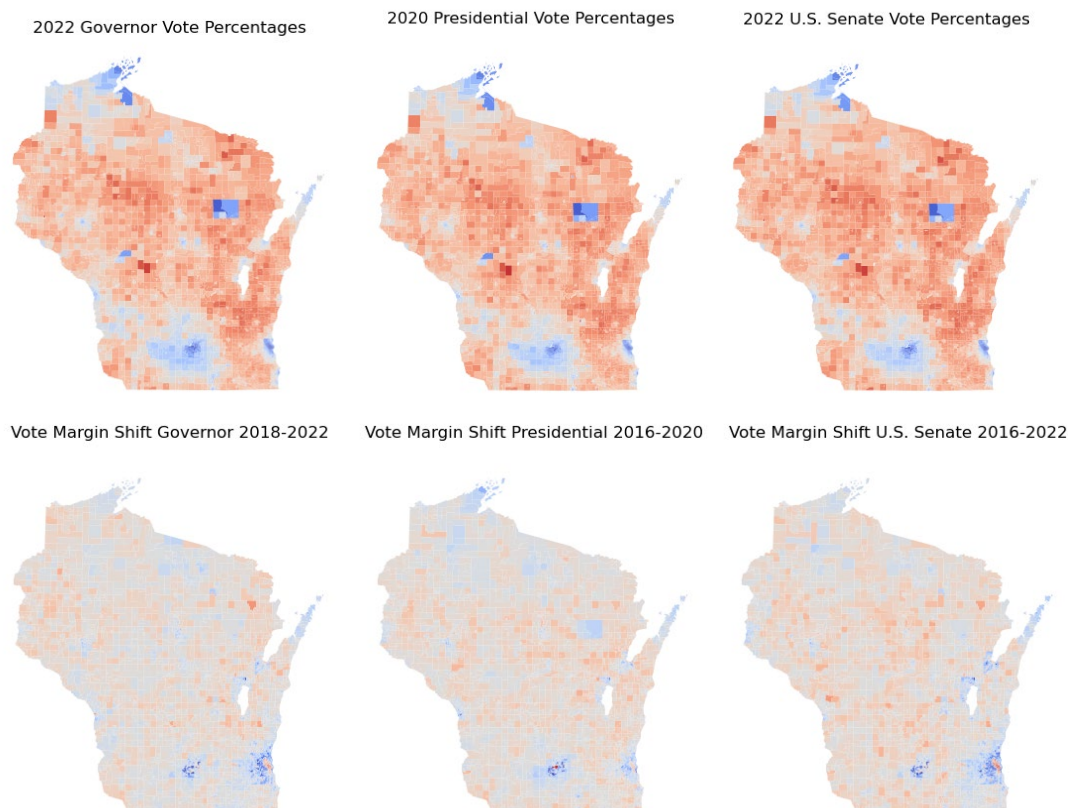 2022 Governor Vote Percentages
2020 Presidential Vote Percentages
2022 U.S. Senate Vote Percentages
Vote Margin Shift Governor 2018-2022
Vote Margin Shift Presidential 2016-2020
Vote Margin Shift U.S. Senate 2016-2022